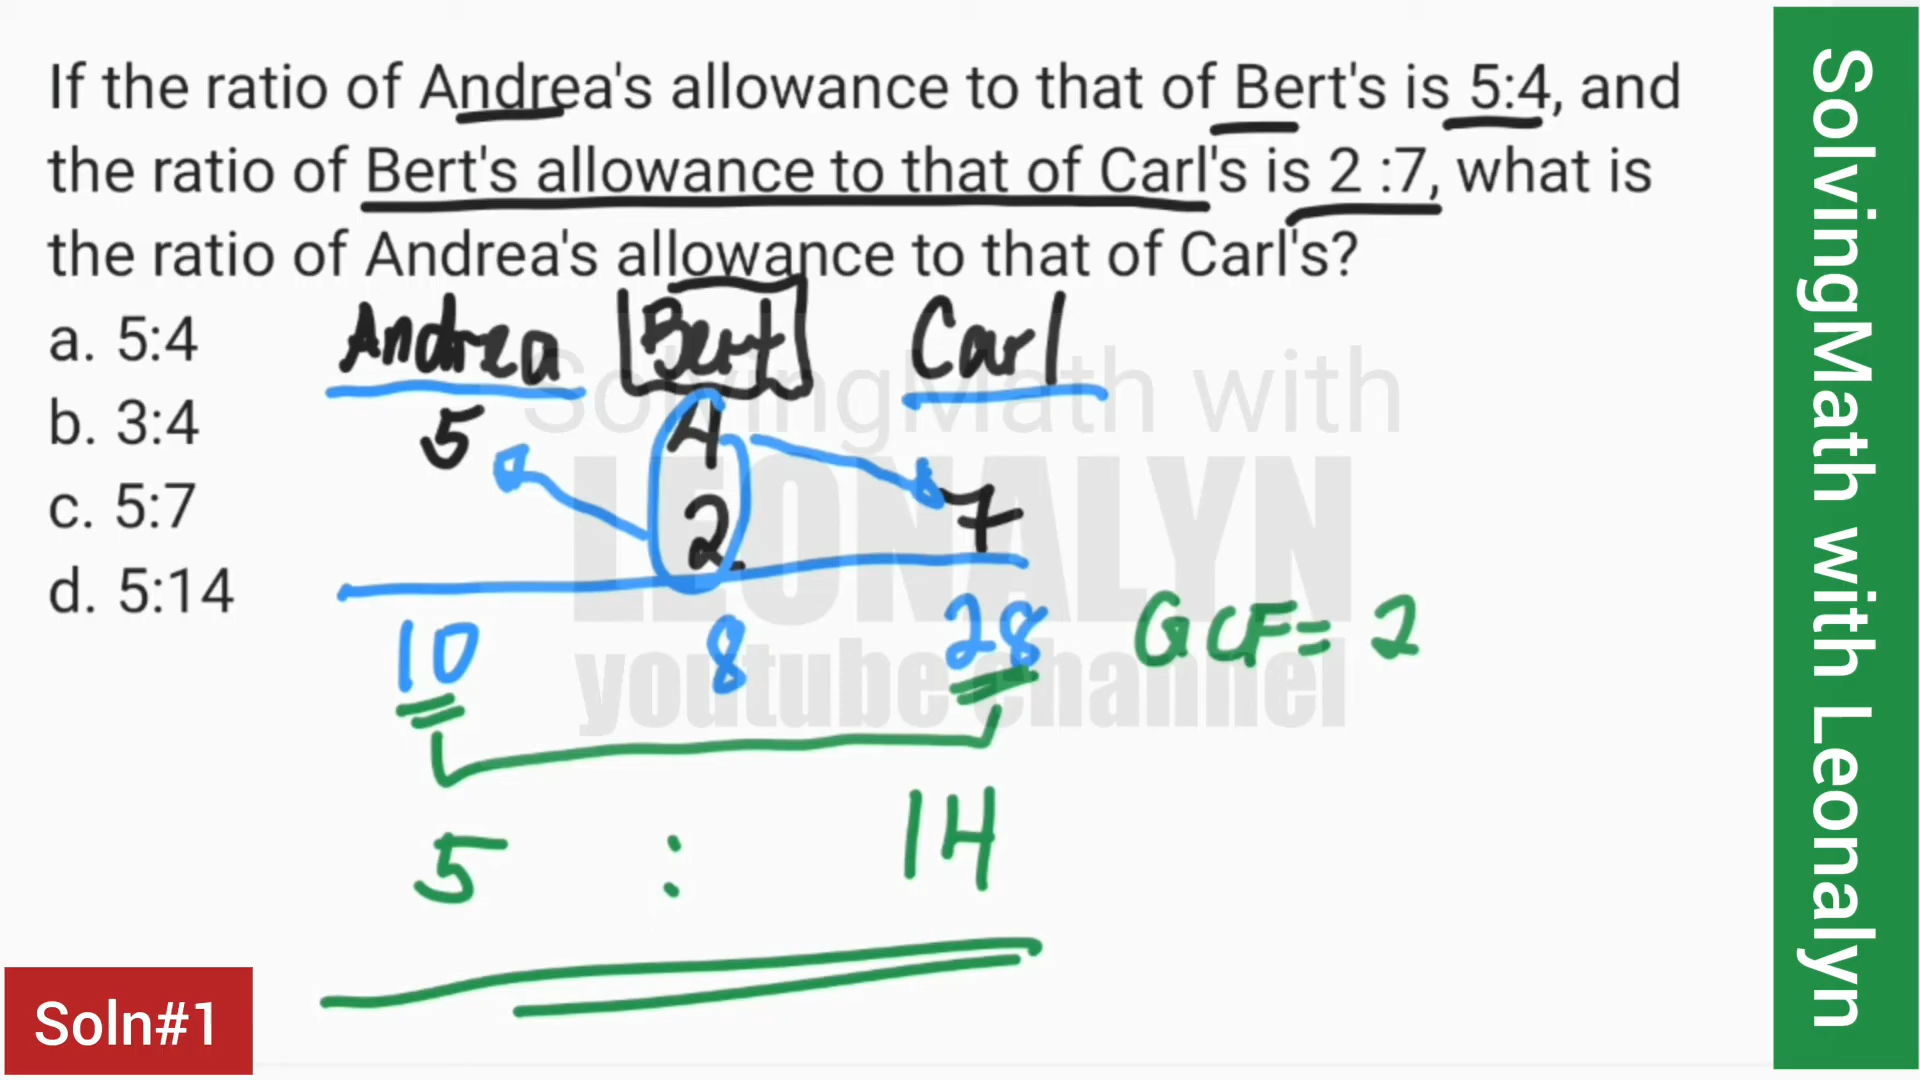 If the ratio of Andrea's allowance to that of Bert's is 5:4, and
the ratio of Bert's allowance to that of Carl's is 2 :7, what is
the ratio of Andrea's allowance to that of Carl's?
a. 5:4
b. 3:4
c. 5:7
d. 5:14
Andrea Bert Carl
5 4
2 7
10 8 28
GCF= 2
5 : 14
SolvingMath with
LEONALYN
youtube channel
Soln#1
SolvingMath with Leonalyn